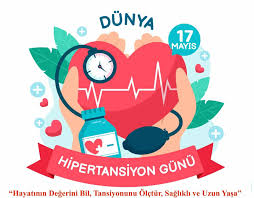 DÜNYA
17
MAYIS
HİPERTANSİYON GÜNÜ
“Hayatının Değerini Bil, Tansiyonunu Ölçtür, Sağlıklı ve Uzun Yaşa”